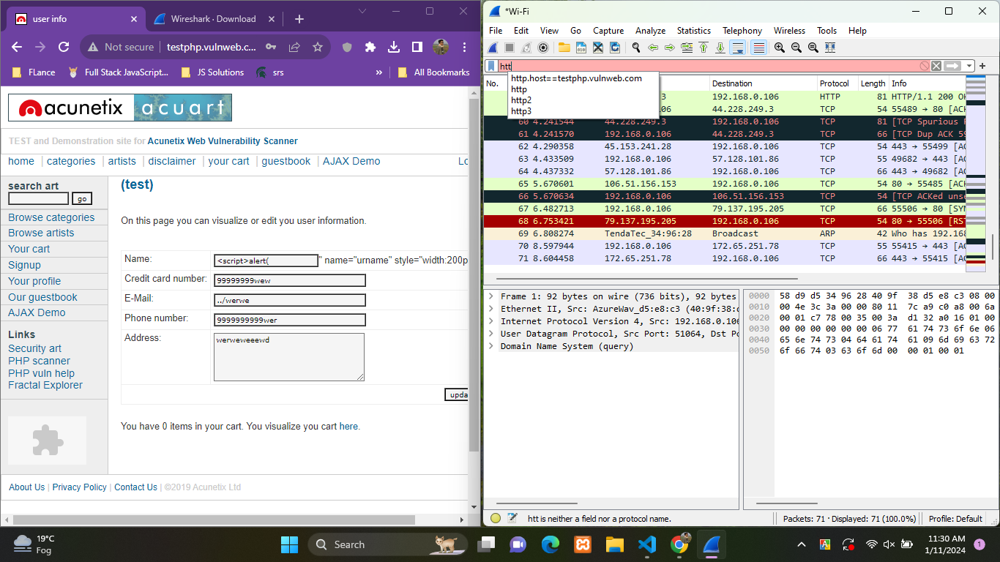 user info
Wireshark · Download
Not secure
testphp.vulnweb.c...
FLance
Full Stack JavaScript...
JS Solutions
srs
»
All Bookmarks
acunetix
acuart
TEST and Demonstration site for Acunetix Web Vulnerability Scanner
home | categories | artists | disclaimer | your cart | guestbook | AJAX Demo
Lo
search art
go
Browse categories
Browse artists
Your cart
Signup
Your profile
Our guestbook
AJAX Demo
Links
Security art
PHP scanner
PHP vuln help
Fractal Explorer
(test)
On this page you can visualize or edit you user information.
Name: <script>alert( " name="urname" style="width:200p
Credit card number: 99999999wew
E-Mail: ../werwe
Phone number: 9999999999wer
Address: werweweeewd
upda
You have 0 items in your cart. You visualize you cart here.
About Us | Privacy Policy | Contact Us | ©2019 Acunetix Ltd
*Wi-Fi
File Edit View Go Capture Analyze Statistics Telephony Wireless Tools Help
htt
http.host==testphp.vulnweb.com
http
http2
http3
No. Destination Protocol Length Info
.3 192.168.0.106 HTTP 81 HTTP/1.1 200 OK
106 44.228.249.3 TCP 54 55489 → 80 [ACK
60 4.241544 44.228.249.3 192.168.0.106 TCP 81 [TCP Spurious R
61 4.241570 192.168.0.106 44.228.249.3 TCP 66 [TCP Dup ACK 59
62 4.290358 45.153.241.28 192.168.0.106 TCP 54 443 → 55499 [AC
63 4.433509 192.168.0.106 57.128.101.86 TCP 55 49682 → 443 [AC
64 4.437332 57.128.101.86 192.168.0.106 TCP 66 443 → 49682 [AC
65 5.670601 106.51.156.153 192.168.0.106 TCP 54 80 → 55485 [ACK
66 5.670634 192.168.0.106 106.51.156.153 TCP 54 [TCP ACKed unse
67 6.482713 192.168.0.106 79.137.195.205 TCP 66 55506 → 80 [SYN
68 6.753421 79.137.195.205 192.168.0.106 TCP 54 80 → 55506 [RST
69 6.808274 TendaTec_34:96:28 Broadcast ARP 42 Who has 192.168
70 8.597944 192.168.0.106 172.65.251.78 TCP 55 55415 → 443 [AC
71 8.604458 172.65.251.78 192.168.0.106 TCP 66 443 → 55415 [AC
Frame 1: 92 bytes on wire (736 bits), 92 bytes
Ethernet II, Src: AzureWav_d5:e8:c3 (40:9f:38:d
Internet Protocol Version 4, Src: 192.168.0.106
User Datagram Protocol, Src Port: 51064, Dst Po
Domain Name System (query)
0000 58 d9 d5 34 96 28 40 9f 38 d5 e8 c3 08 00
0010 00 4e 3c 3a 00 00 80 11 7c a9 c0 a8 00 6a
0020 00 01 c7 78 00 35 00 3a d1 32 a0 16 01 00
0030 00 00 00 00 00 00 06 77 61 74 73 6f 6e 06
0040 65 6e 74 73 04 64 61 74 61 09 6d 69 63 72
0050 6f 66 74 03 63 6f 6d 00 00 01 00 01
htt is neither a field nor a protocol name.
Packets: 71 · Displayed: 71 (100.0%)
Profile: Default
19°C
Fog
Search
11:30 AM
1/11/2024
1